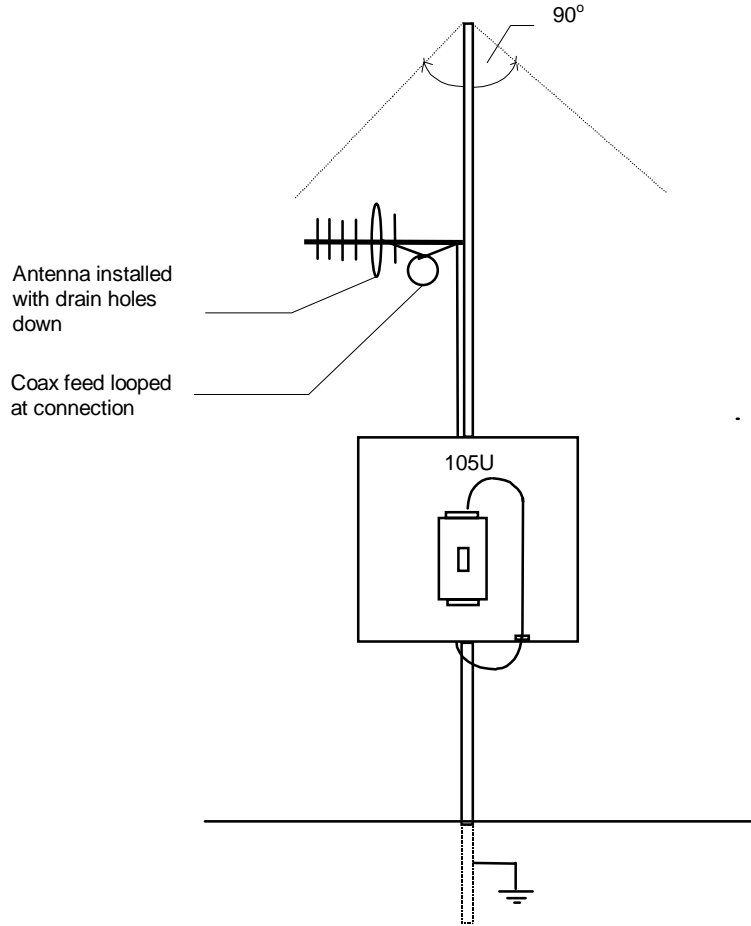 90°
Antenna installed
with drain holes
down
Coax feed looped
at connection
105U